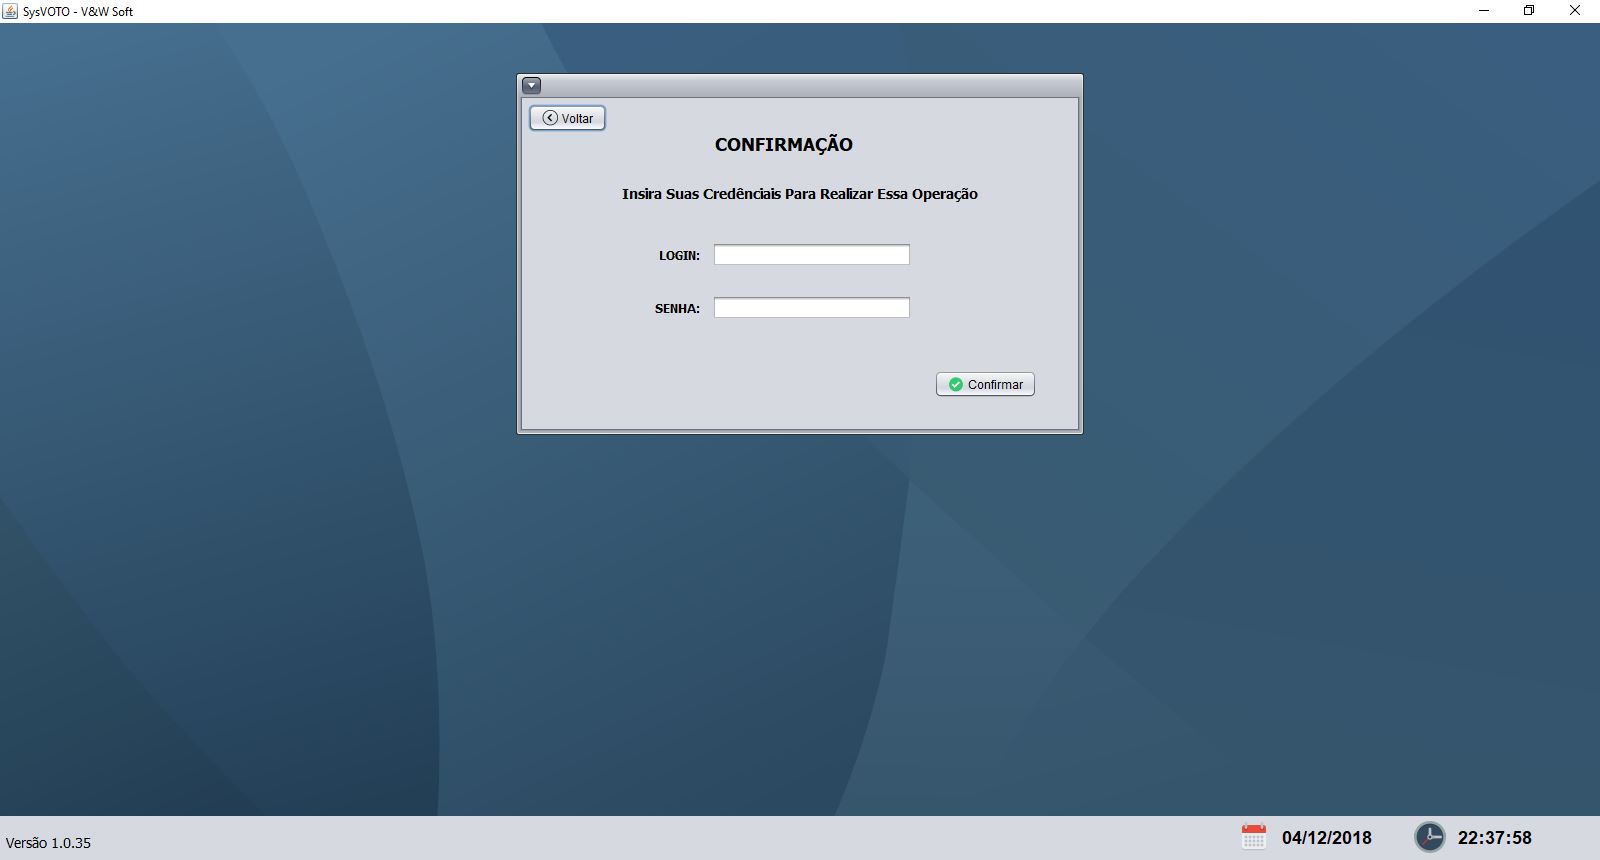 SysVOTO - V&W Soft
Voltar
CONFIRMAÇÃO
Insira Suas Credênciais Para Realizar Essa Operação
LOGIN:
SENHA:
Confirmar
Versão 1.0.35
04/12/2018
22:37:58